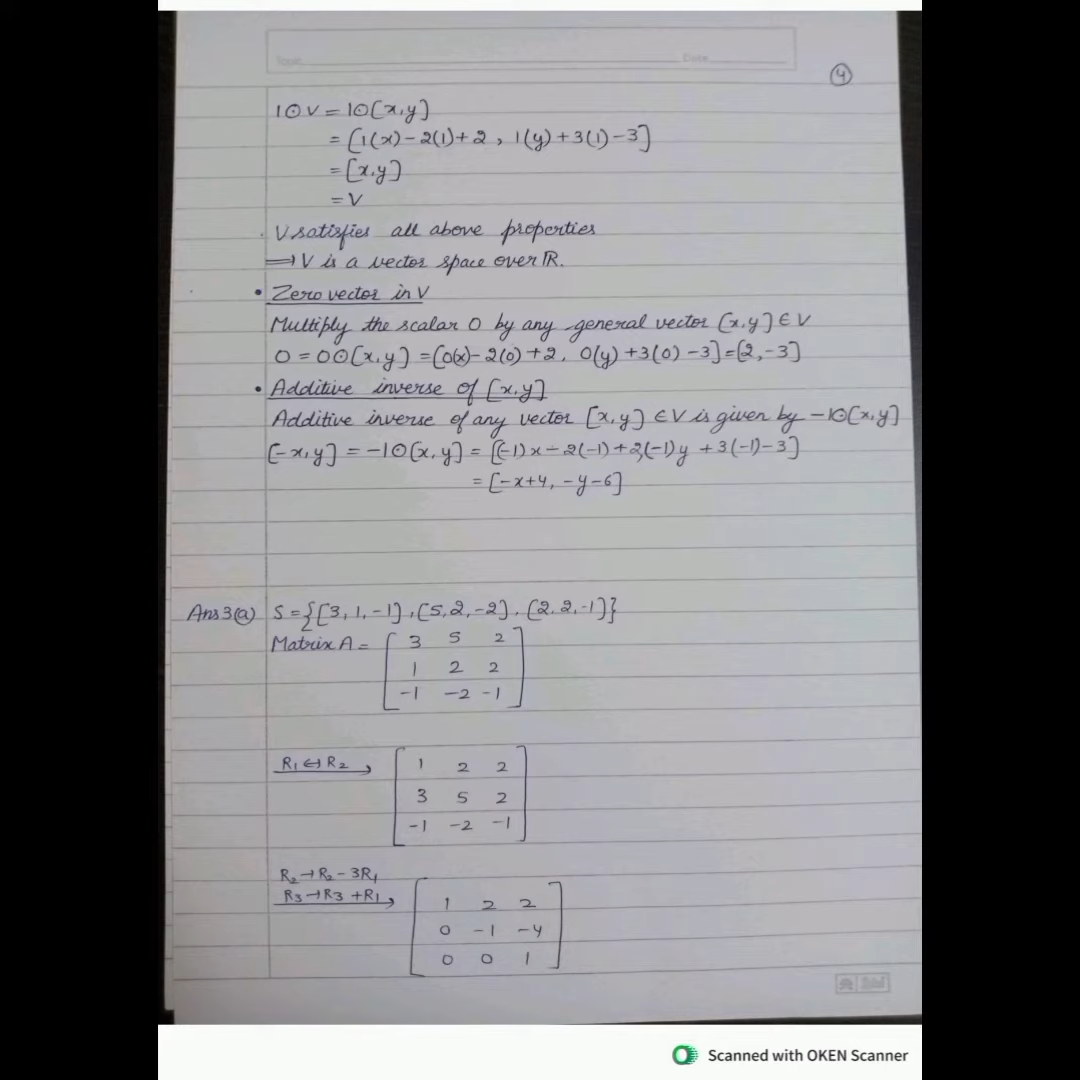 Topic
Date
4
1⊙V = 1⊙[x,y]
= [1(x)-2(1)+2, 1(y)+3(1)-3]
= [x,y]
= V
V satisfies all above properties
⟹ V is a vector space over ℝ.
• Zero vector in V
Multiply the scalar 0 by any general vector [x,y] ∈ V
0 = 0⊙[x,y] = [0(x)-2(0)+2, 0(y)+3(0)-3] = [2,-3]
• Additive inverse of [x,y]
Additive inverse of any vector [x,y] ∈ V is given by -1⊙[x,y]
[-x,y] = -1⊙[x,y] = [(-1)x-2(-1)+2,(-1)y+3(-1)-3]
= [-x+4, -y-6]
Ans 3(a) S = {[3,1,-1],[5,2,-2],[2,2,-1]}
Matrix A = [ 3 5 2
1 2 2
-1 -2 -1 ]
R₁↔R₂ [ 1 2 2
3 5 2
-1 -2 -1 ]
R₂→R₂-3R₁
R₃→R₃+R₁ [ 1 2 2
0 -1 -4
0 0 1 ]
Scanned with OKEN Scanner